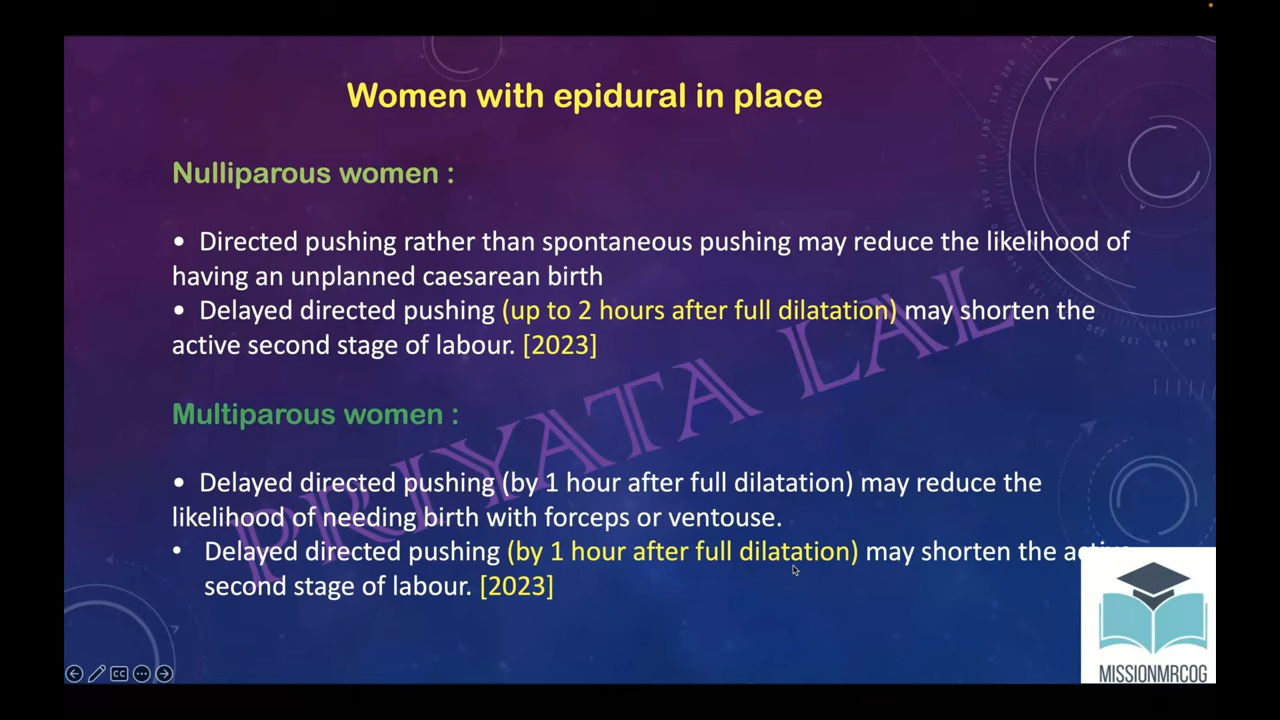 Women with epidural in place
Nulliparous women :
• Directed pushing rather than spontaneous pushing may reduce the likelihood of
having an unplanned caesarean birth
• Delayed directed pushing (up to 2 hours after full dilatation) may shorten the
active second stage of labour. [2023]
PRIYATA LAL
Multiparous women :
• Delayed directed pushing (by 1 hour after full dilatation) may reduce the
likelihood of needing birth with forceps or ventouse.
• Delayed directed pushing (by 1 hour after full dilatation) may shorten the active
second stage of labour. [2023]
CC
MISSIONMRCOG